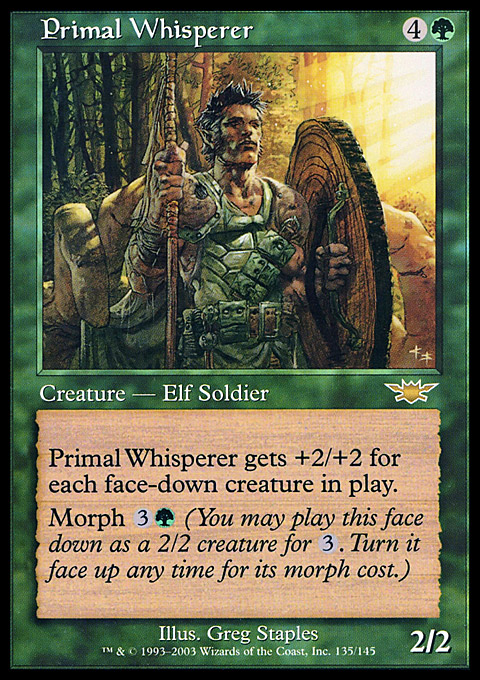 Primal Whisperer 4
Creature — Elf Soldier
Primal Whisperer gets +2/+2 for
each face-down creature in play.
Morph 3 (You may play this face
down as a 2/2 creature for 3. Turn it
face up any time for its morph cost.)
Illus. Greg Staples
™ & © 1993-2003 Wizards of the Coast, Inc. 135/145
2/2